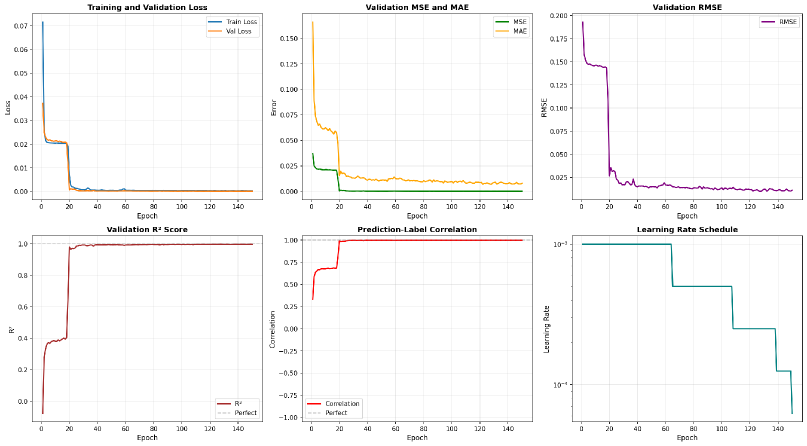 Training and Validation Loss
Train Loss
Val Loss
0.07
0.06
0.05
0.04
0.03
0.02
0.01
0.00
Loss
0 20 40 60 80 100 120 140
Epoch
Validation MSE and MAE
MSE
MAE
0.150
0.125
0.100
0.075
0.050
0.025
0.000
Error
0 20 40 60 80 100 120 140
Epoch
Validation RMSE
RMSE
0.200
0.175
0.150
0.125
0.100
0.075
0.050
0.025
RMSE
0 20 40 60 80 100 120 140
Epoch
Validation R² Score
1.0
0.8
0.6
0.4
0.2
0.0
R²
R²
Perfect
0 20 40 60 80 100 120 140
Epoch
Prediction-Label Correlation
1.00
0.75
0.50
0.25
0.00
−0.25
−0.50
−0.75
−1.00
Correlation
Correlation
Perfect
0 20 40 60 80 100 120 140
Epoch
Learning Rate Schedule
10⁻³
10⁻⁴
Learning Rate
0 20 40 60 80 100 120 140
Epoch